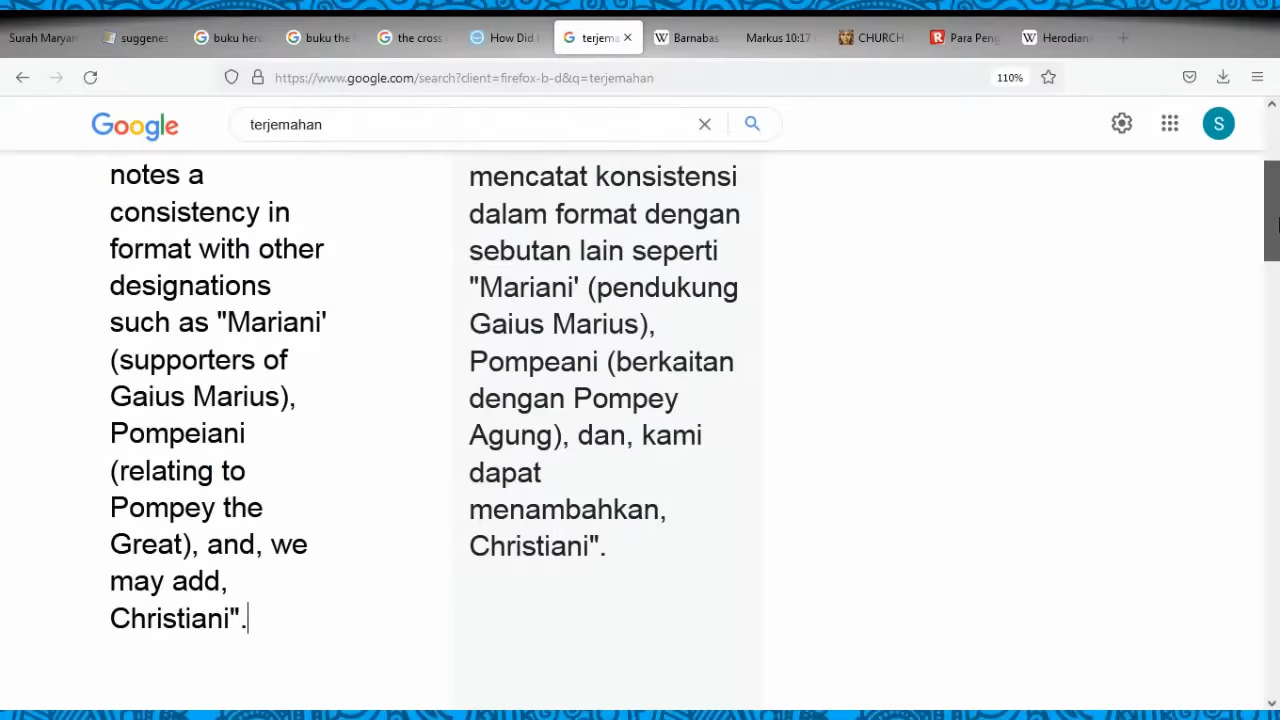 Surah Maryam
suggenes
buku her
buku the
the cross
How Did
terjema
Barnabas
Markus 10:17
CHURCH
Para Peng
Herodian
https://www.google.com/search?client=firefox-b-d&q=terjemahan
110%
Google
terjemahan
S
notes a
consistency in
format with other
designations
such as "Mariani'
(supporters of
Gaius Marius),
Pompeiani
(relating to
Pompey the
Great), and, we
may add,
Christiani".
mencatat konsistensi
dalam format dengan
sebutan lain seperti
"Mariani' (pendukung
Gaius Marius),
Pompeani (berkaitan
dengan Pompey
Agung), dan, kami
dapat
menambahkan,
Christiani".